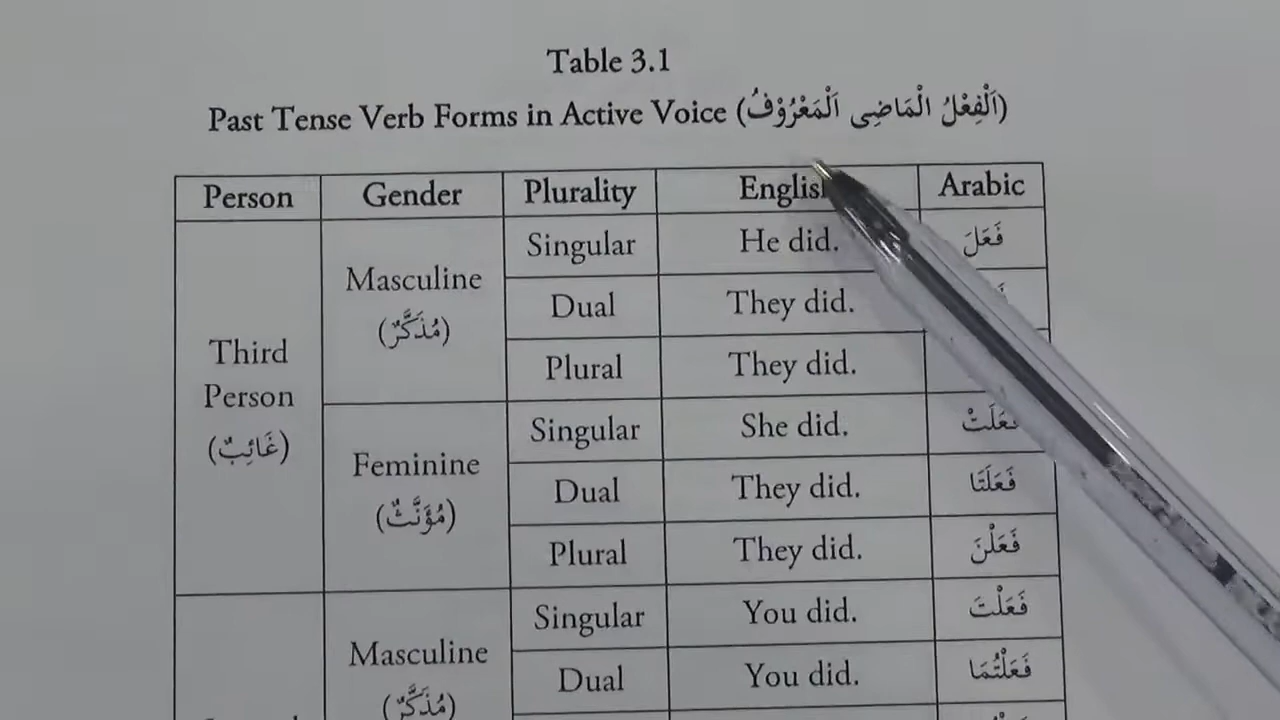 Table 3.1
Past Tense Verb Forms in Active Voice (اَلْفِعْلُ الْمَاضِی اَلْمَعْرُوْفُ)
Person Gender Plurality English Arabic
Third Person (غَائِبٌ) Masculine (مُذَكَّرٌ) Singular He did. فَعَلَ
Dual They did.
Plural They did.
Feminine (مُؤَنَّثٌ) Singular She did. فَعَلَتْ
Dual They did. فَعَلَتَا
Plural They did. فَعَلْنَ
Masculine (مُذَكَّرٌ) Singular You did. فَعَلْتَ
Dual You did. فَعَلْتُمَا